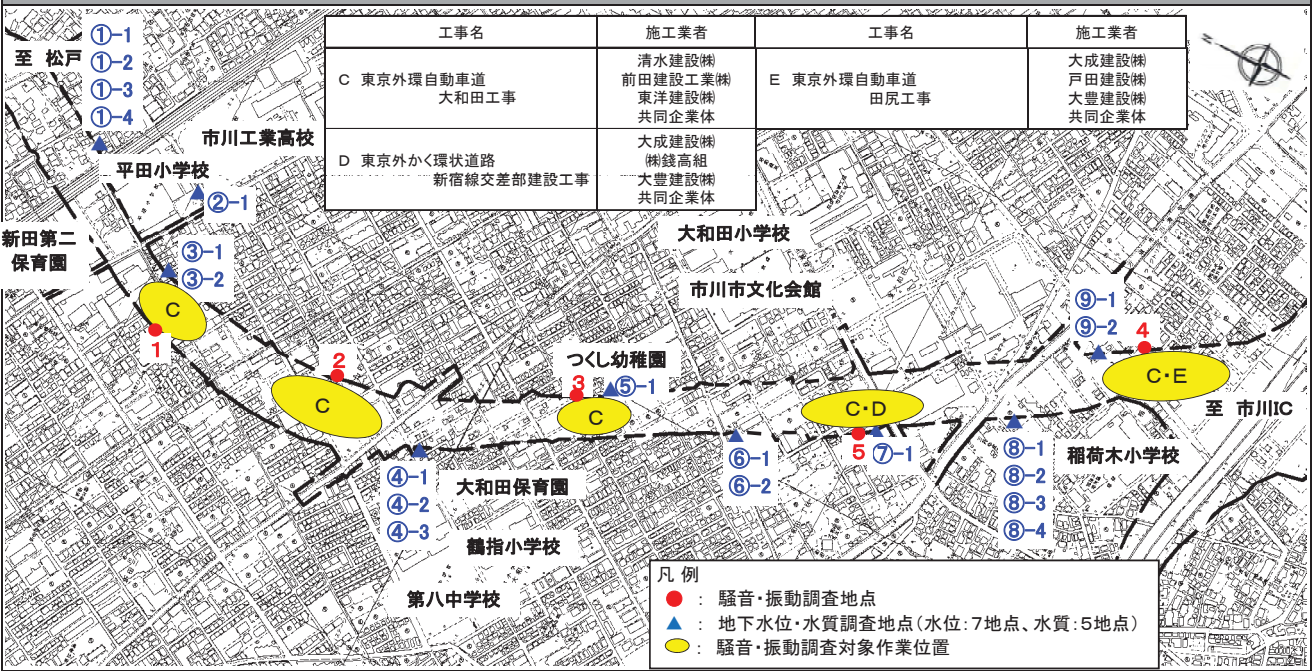 工事名 施工業者 工事名 施工業者
C 東京外環自動車道
大和田工事
清水建設㈱
前田建設工業㈱
東洋建設㈱
共同企業体
E 東京外環自動車道
田尻工事
大成建設㈱
戸田建設㈱
大豊建設㈱
共同企業体
D 東京外かく環状道路
新宿線交差部建設工事
大成建設㈱
㈱銭高組
大豊建設㈱
共同企業体
至 松戸
①-1
①-2
①-3
①-4
市川工業高校
平田小学校
②-1
新田第二
保育園
③-1
③-2
C
1
2
C
大和田小学校
市川市文化会館
つくし幼稚園
3
⑤-1
C
④-1
④-2
④-3
大和田保育園
鶴指小学校
第八中学校
⑥-1
⑥-2
C・D
5
⑦-1
⑨-1
⑨-2
4
C・E
至 市川IC
⑧-1
⑧-2
⑧-3
⑧-4
稲荷木小学校
凡 例
： 騒音・振動調査地点
： 地下水位・水質調査地点(水位:7地点、水質:5地点)
： 騒音・振動調査対象作業位置